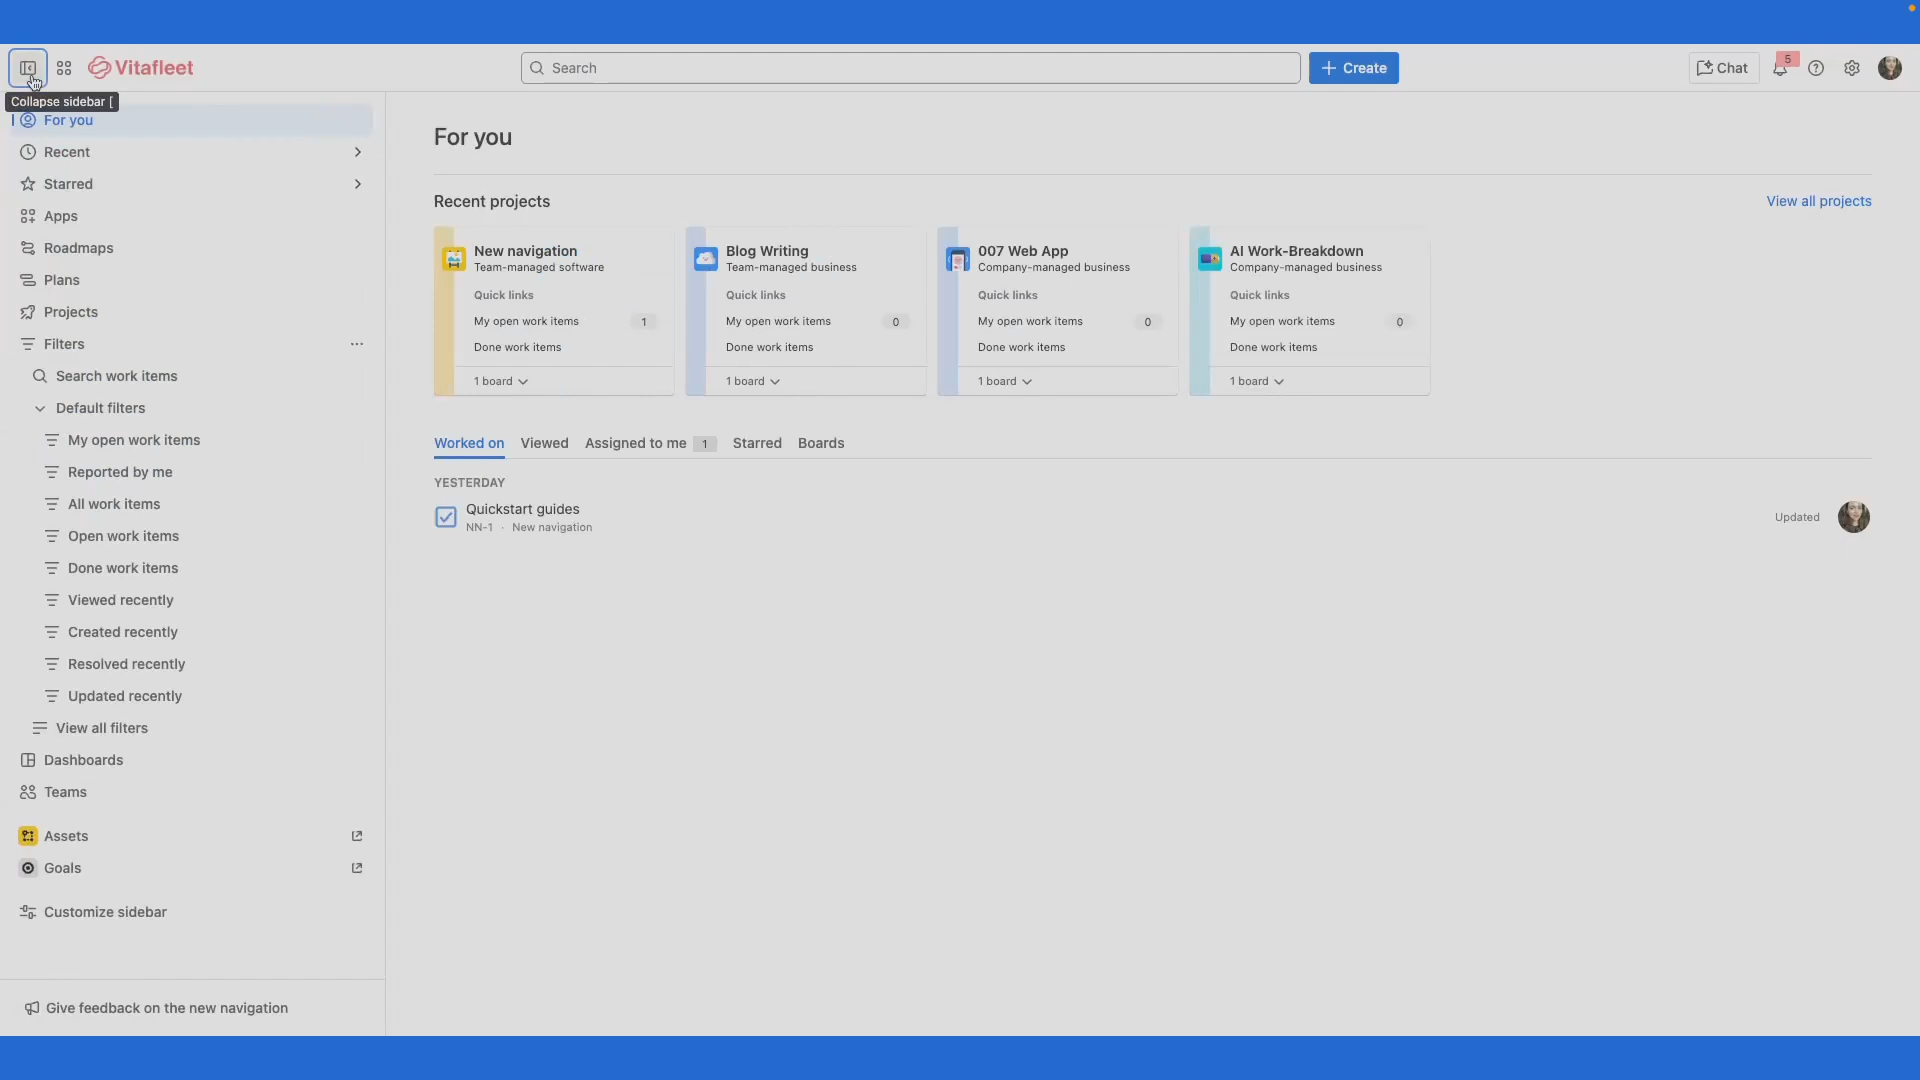 Vitafleet
Search
Create
Chat
5
Collapse sidebar [
For you
Recent
Starred
Apps
Roadmaps
Plans
Projects
Filters
Search work items
Default filters
My open work items
Reported by me
All work items
Open work items
Done work items
Viewed recently
Created recently
Resolved recently
Updated recently
View all filters
Dashboards
Teams
Assets
Goals
Customize sidebar
Give feedback on the new navigation
For you
Recent projects
View all projects
New navigation
Team-managed software
Quick links
My open work items 1
Done work items
1 board
Blog Writing
Team-managed business
Quick links
My open work items 0
Done work items
1 board
007 Web App
Company-managed business
Quick links
My open work items 0
Done work items
1 board
AI Work-Breakdown
Company-managed business
Quick links
My open work items 0
Done work items
1 board
Worked on Viewed Assigned to me 1 Starred Boards
YESTERDAY
Quickstart guides
NN-1 · New navigation
Updated